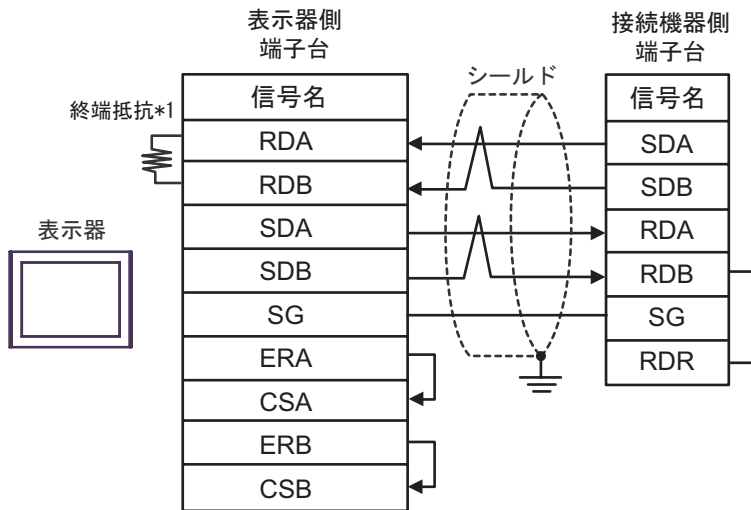 表示器側
端子台
接続機器側
端子台
シールド
終端抵抗*1
表示器
信号名
RDA
RDB
SDA
SDB
SG
ERA
CSA
ERB
CSB
信号名
SDA
SDB
RDA
RDB
SG
RDR